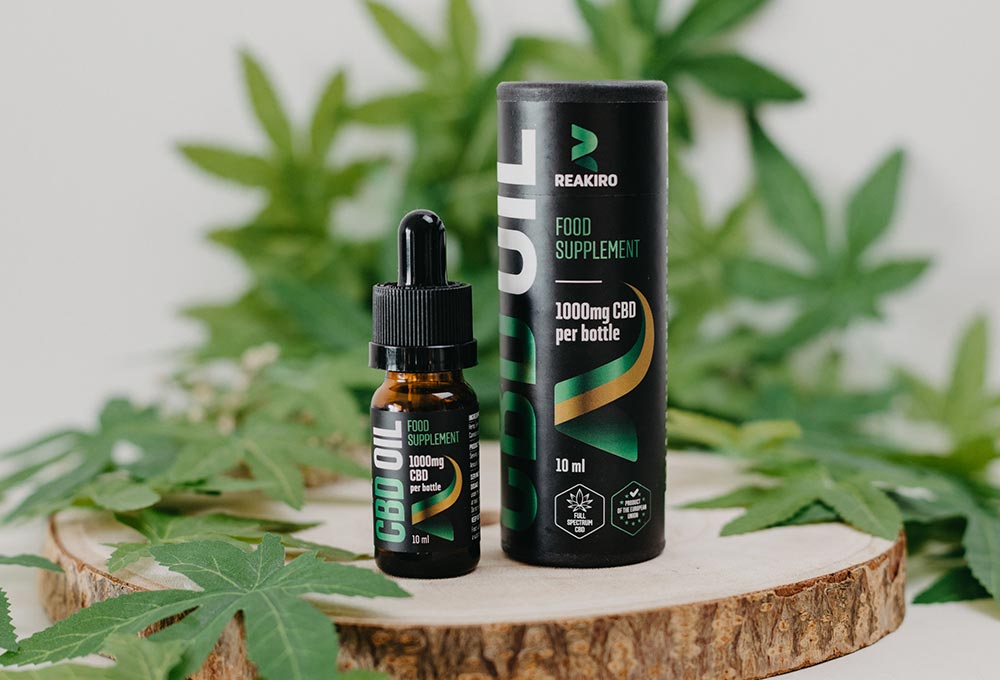 CBD OIL
FOOD
SUPPLEMENT
1000mg
CBD
per bottle
10 ml
CBD OIL
REAKIRO
FOOD
SUPPLEMENT
1000mg CBD
per bottle
10 ml
FULL
SPECTRUM
CBD
PRODUCT
OF THE EUROPEAN
UNION